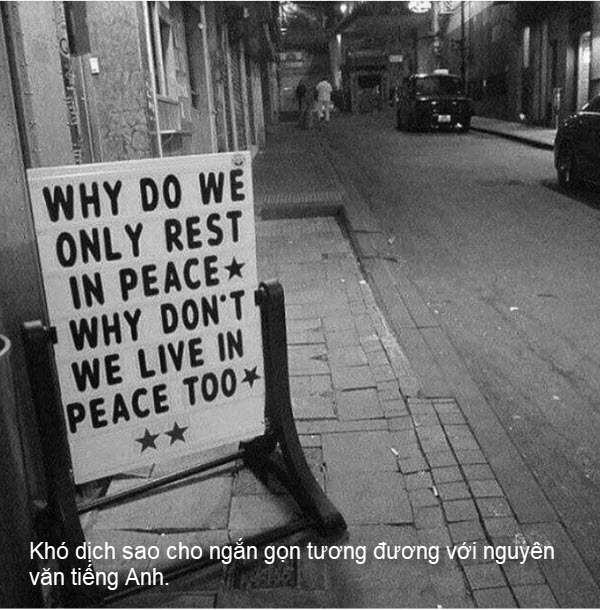 WHY DO WE
ONLY REST
IN PEACE★
WHY DON'T
WE LIVE IN
PEACE TOO★
★★
Khó dịch sao cho ngắn gọn tương đương với nguyên
văn tiếng Anh.